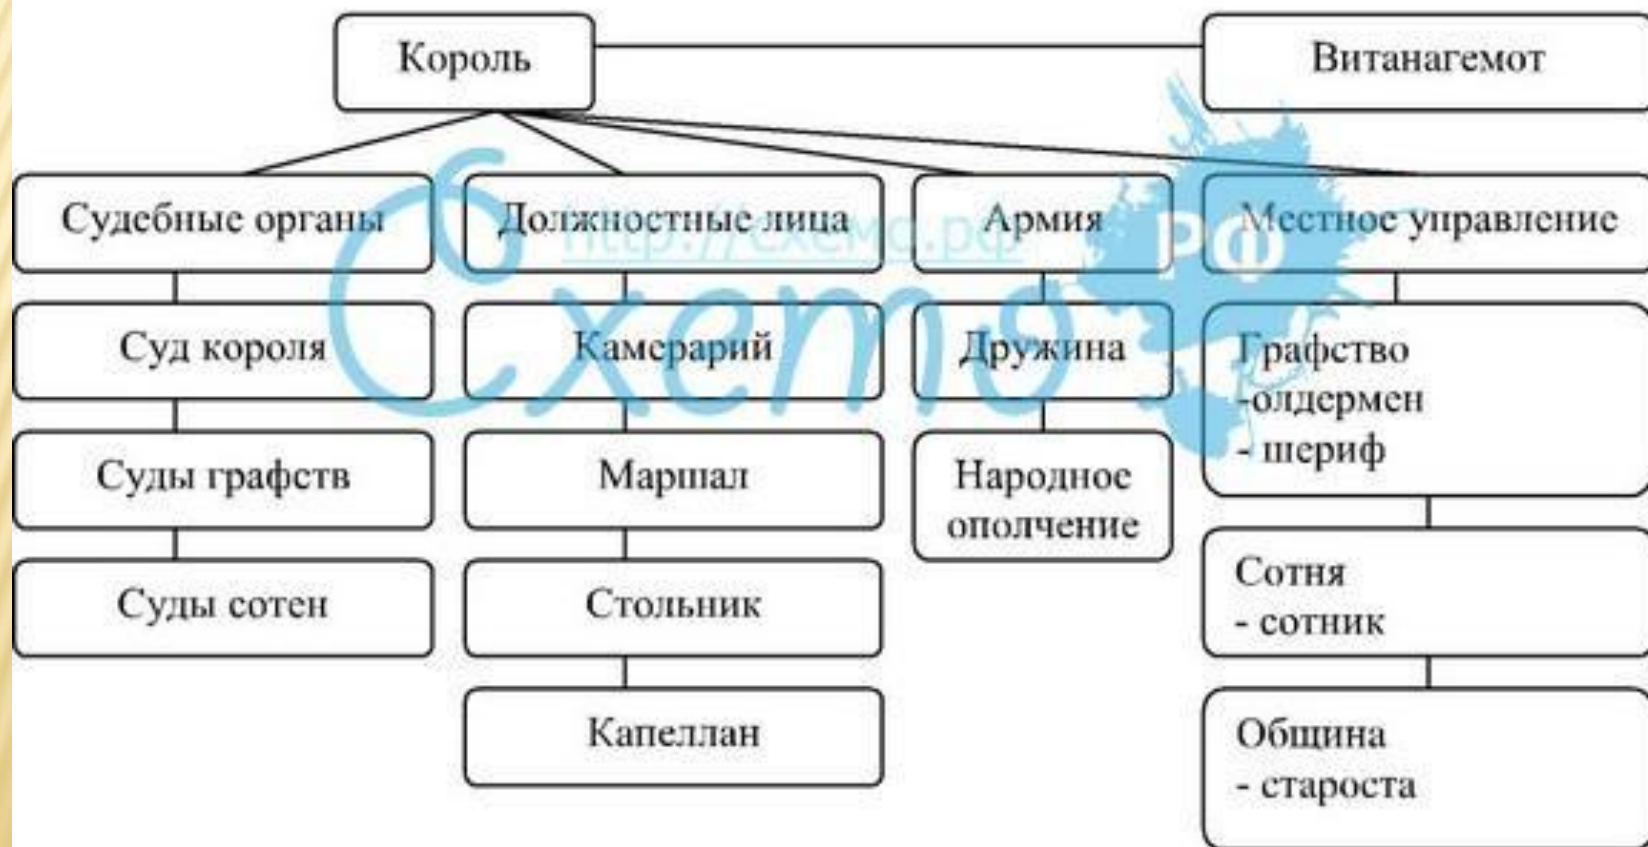 Король
Витанагемот
Судебные органы
Должностные лица
Армия
Местное управление
http://схемо.рф
Схемо
РФ
Суд короля
Камерарий
Дружина
Графство
-олдермен
- шериф
Суды графств
Маршал
Народное
ополчение
Суды сотен
Стольник
Сотня
- сотник
Капеллан
Община
- староста